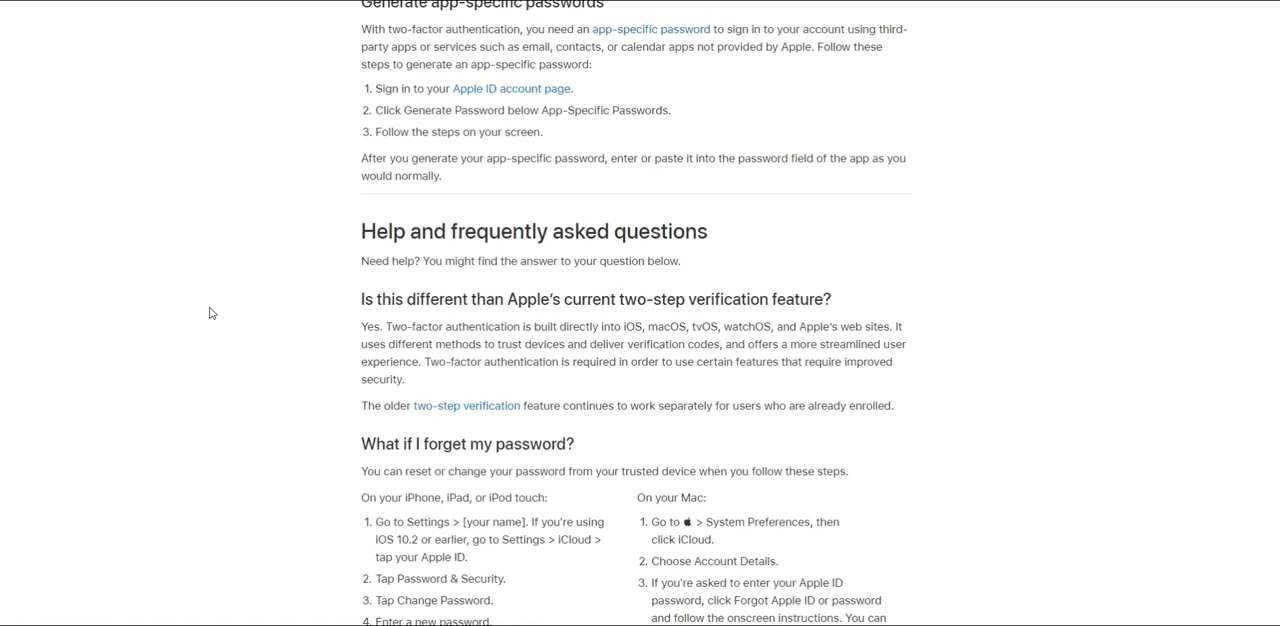 Generate app-specific passwords
With two-factor authentication, you need an app-specific password to sign in to your account using third-
party apps or services such as email, contacts, or calendar apps not provided by Apple. Follow these
steps to generate an app-specific password:
1. Sign in to your Apple ID account page.
2. Click Generate Password below App-Specific Passwords.
3. Follow the steps on your screen.
After you generate your app-specific password, enter or paste it into the password field of the app as you
would normally.
Help and frequently asked questions
Need help? You might find the answer to your question below.
Is this different than Apple's current two-step verification feature?
Yes. Two-factor authentication is built directly into iOS, macOS, tvOS, watchOS, and Apple's web sites. It
uses different methods to trust devices and deliver verification codes, and offers a more streamlined user
experience. Two-factor authentication is required in order to use certain features that require improved
security.
The older two-step verification feature continues to work separately for users who are already enrolled.
What if I forget my password?
You can reset or change your password from your trusted device when you follow these steps.
On your iPhone, iPad, or iPod touch:
1. Go to Settings > [your name]. If you're using
iOS 10.2 or earlier, go to Settings > iCloud >
tap your Apple ID.
2. Tap Password & Security.
3. Tap Change Password.
4. Enter a new password.
On your Mac:
1. Go to  > System Preferences, then
click iCloud.
2. Choose Account Details.
3. If you're asked to enter your Apple ID
password, click Forgot Apple ID or password
and follow the onscreen instructions. You can